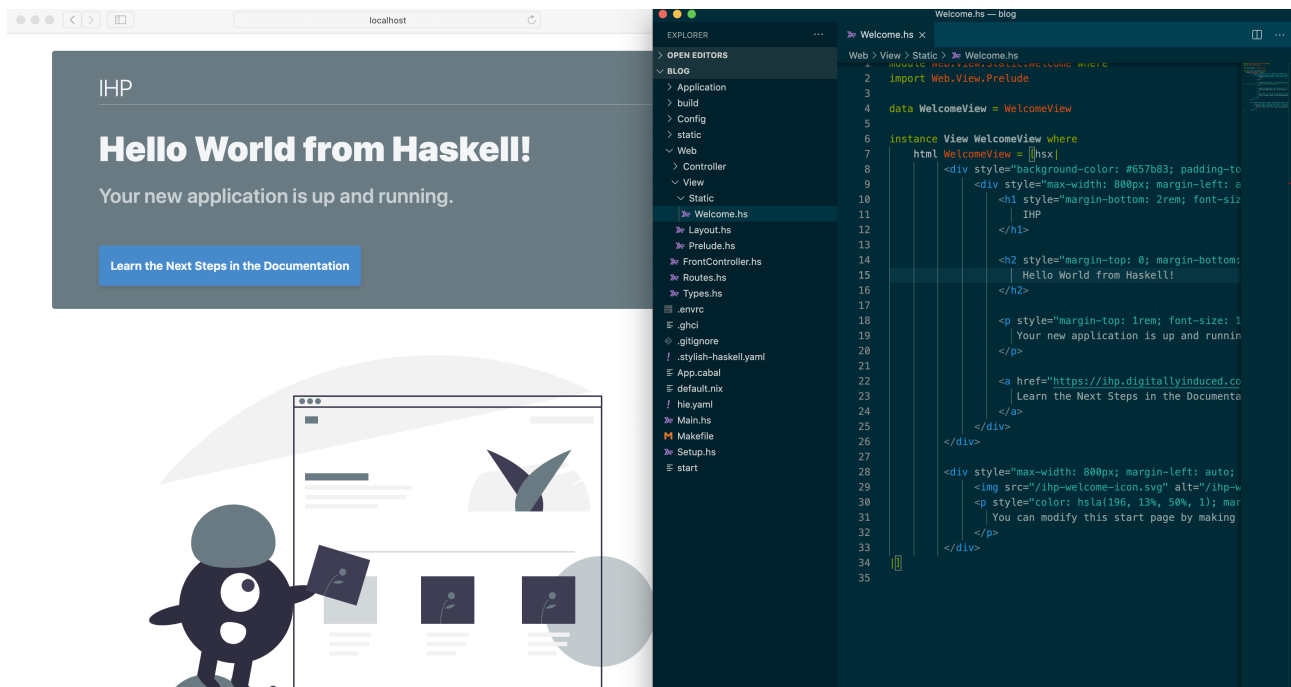 localhost
IHP
Hello World from Haskell!
Your new application is up and running.
Learn the Next Steps in the Documentation
Welcome.hs — blog
EXPLORER
OPEN EDITORS
BLOG
Application
build
Config
static
Web
Controller
View
Static
Welcome.hs
Layout.hs
Prelude.hs
FrontController.hs
Routes.hs
Types.hs
.envrc
.ghci
.gitignore
.stylish-haskell.yaml
App.cabal
default.nix
hie.yaml
Main.hs
Makefile
Setup.hs
start
Welcome.hs
Web > View > Static > Welcome.hs
1 module Web.View.Static.Welcome where
2 import Web.View.Prelude
3
4 data WelcomeView = WelcomeView
5
6 instance View WelcomeView where
7 html WelcomeView = [hsx|
8 <div style="background-color: #657b83; padding-to
9 <div style="max-width: 800px; margin-left: a
10 <h1 style="margin-bottom: 2rem; font-siz
11 IHP
12 </h1>
13
14 <h2 style="margin-top: 0; margin-bottom:
15 Hello World from Haskell!
16 </h2>
17
18 <p style="margin-top: 1rem; font-size: 1
19 Your new application is up and runnin
20 </p>
21
22 <a href="https://ihp.digitallyinduced.co
23 Learn the Next Steps in the Documenta
24 </a>
25 </div>
26 </div>
27
28 <div style="max-width: 800px; margin-left: auto;
29 <img src="/ihp-welcome-icon.svg" alt="/ihp-w
30 <p style="color: hsla(196, 13%, 50%, 1); mar
31 You can modify this start page by making
32 </p>
33 </div>
34 |]
35